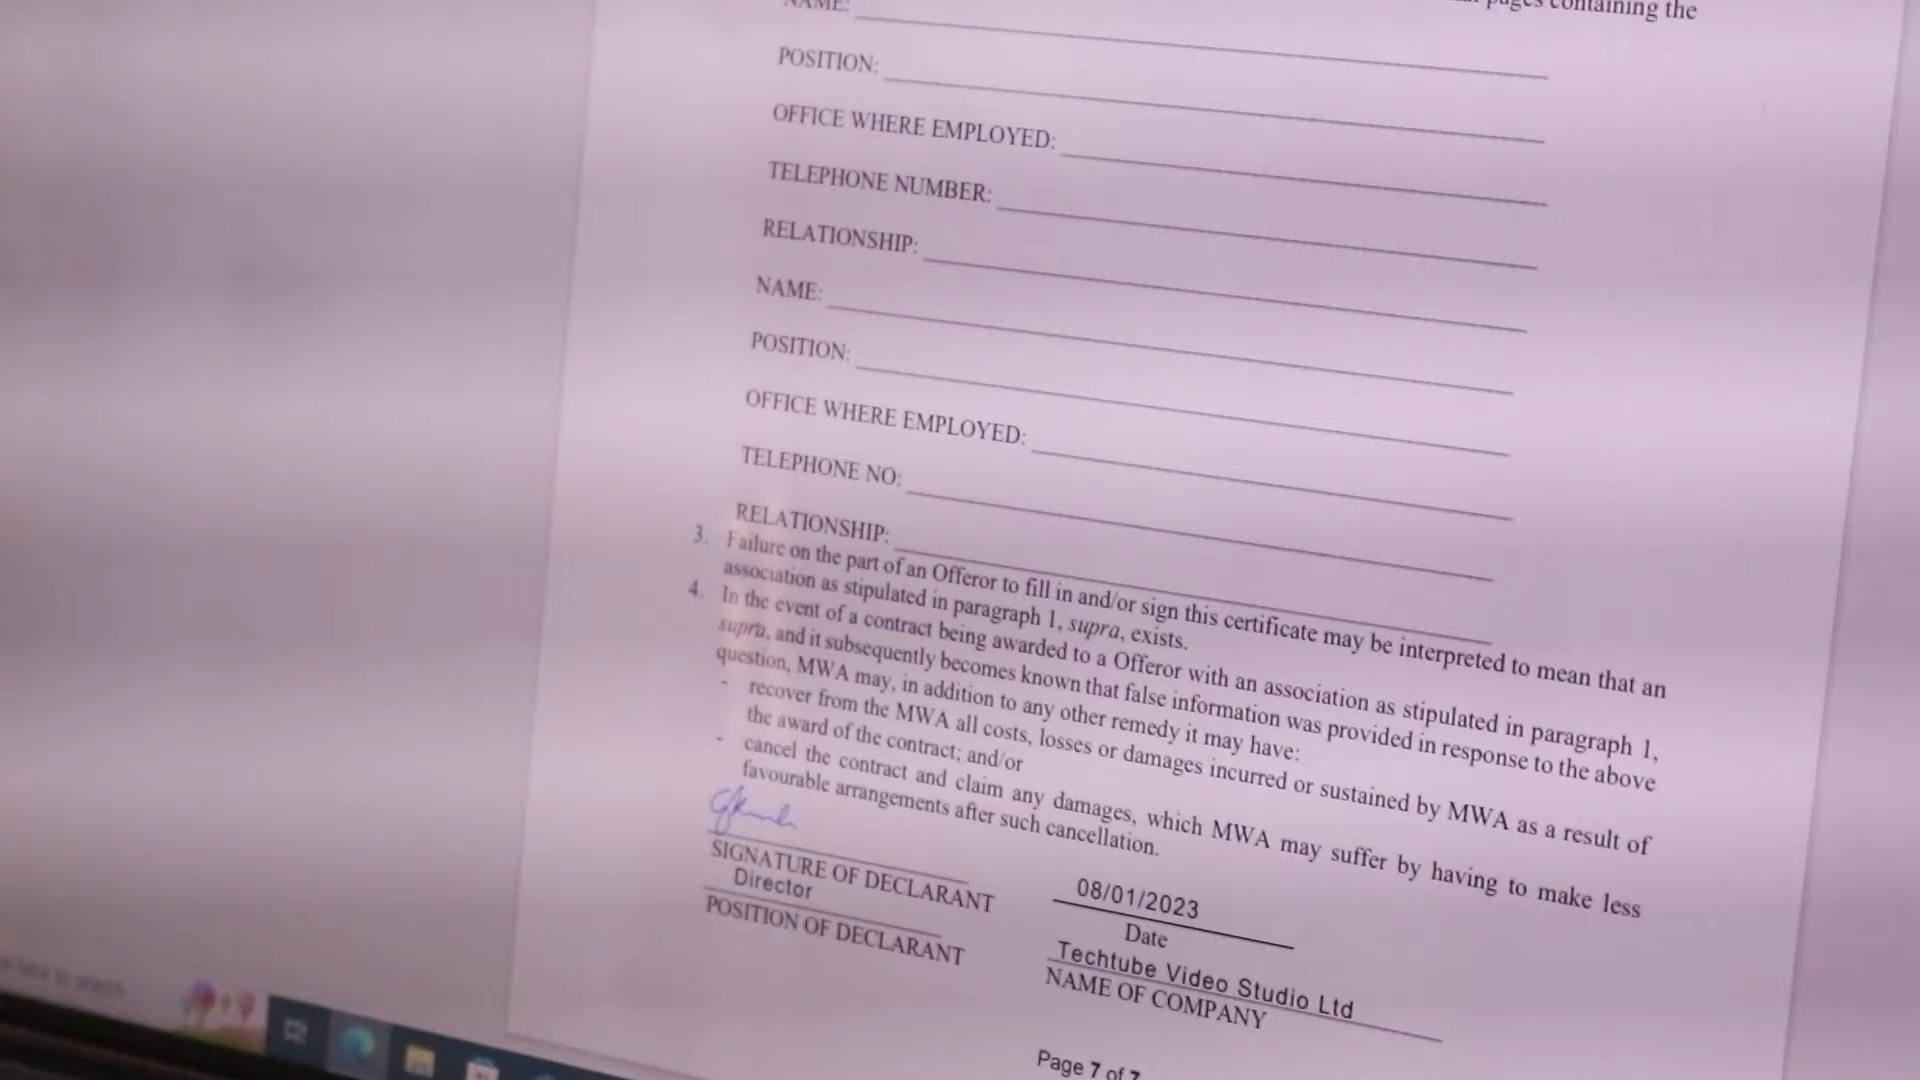 pages containing the
NAME:
POSITION:
OFFICE WHERE EMPLOYED:
TELEPHONE NUMBER:
RELATIONSHIP:
NAME:
POSITION:
OFFICE WHERE EMPLOYED:
TELEPHONE NO:
RELATIONSHIP:
3. Failure on the part of an Offeror to fill in and/or sign this certificate may be interpreted to mean that an
association as stipulated in paragraph 1, supra, exists.
4. In the event of a contract being awarded to a Offeror with an association as stipulated in paragraph 1,
supra, and it subsequently becomes known that false information was provided in response to the above
question, MWA may, in addition to any other remedy it may have:
- recover from the MWA all costs, losses or damages incurred or sustained by MWA as a result of
the award of the contract; and/or
- cancel the contract and claim any damages, which MWA may suffer by having to make less
favourable arrangements after such cancellation.
SIGNATURE OF DECLARANT
Director
POSITION OF DECLARANT
08/01/2023
Date
Techtube Video Studio Ltd
NAME OF COMPANY
Page 7 of 7